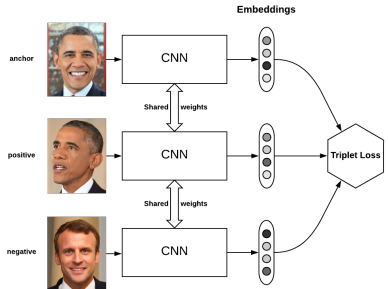 Embeddings
anchor
CNN
Shared weights
positive
CNN
Triplet Loss
Shared weights
negative
CNN